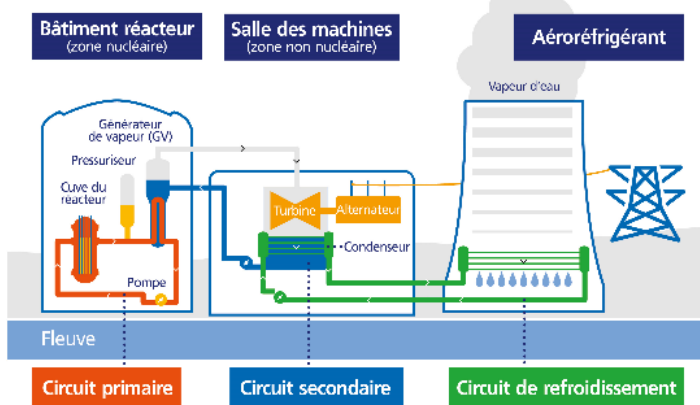 Bâtiment réacteur
(zone nucléaire)
Salle des machines
(zone non nucléaire)
Aéroréfrigérant
Vapeur d'eau
Générateur
de vapeur (GV)
Pressuriseur
Cuve du
réacteur
Turbine
Alternateur
Condenseur
Pompe
Fleuve
Circuit primaire
Circuit secondaire
Circuit de refroidissement